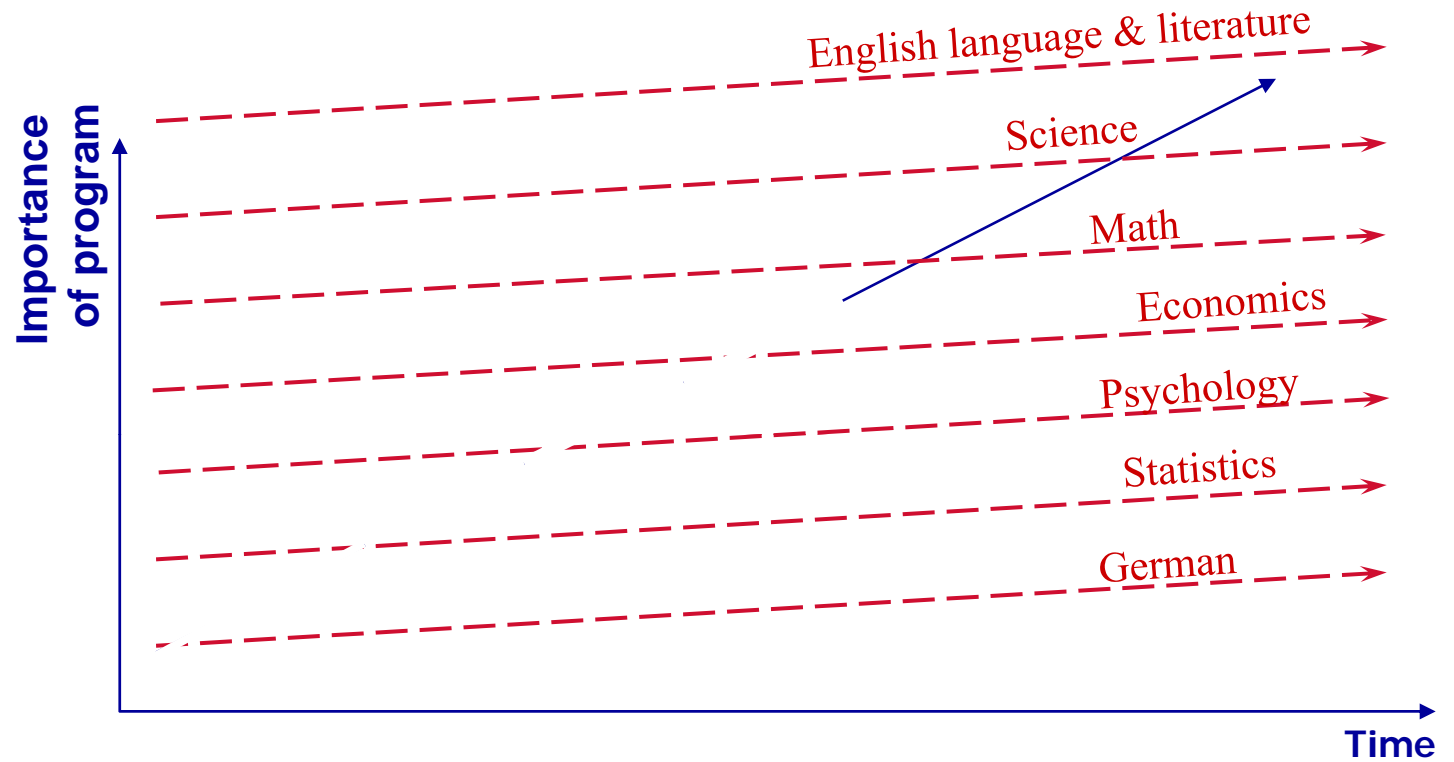 English language & literature
Importance
of program
Science
Math
Economics
Psychology
Statistics
German
Time